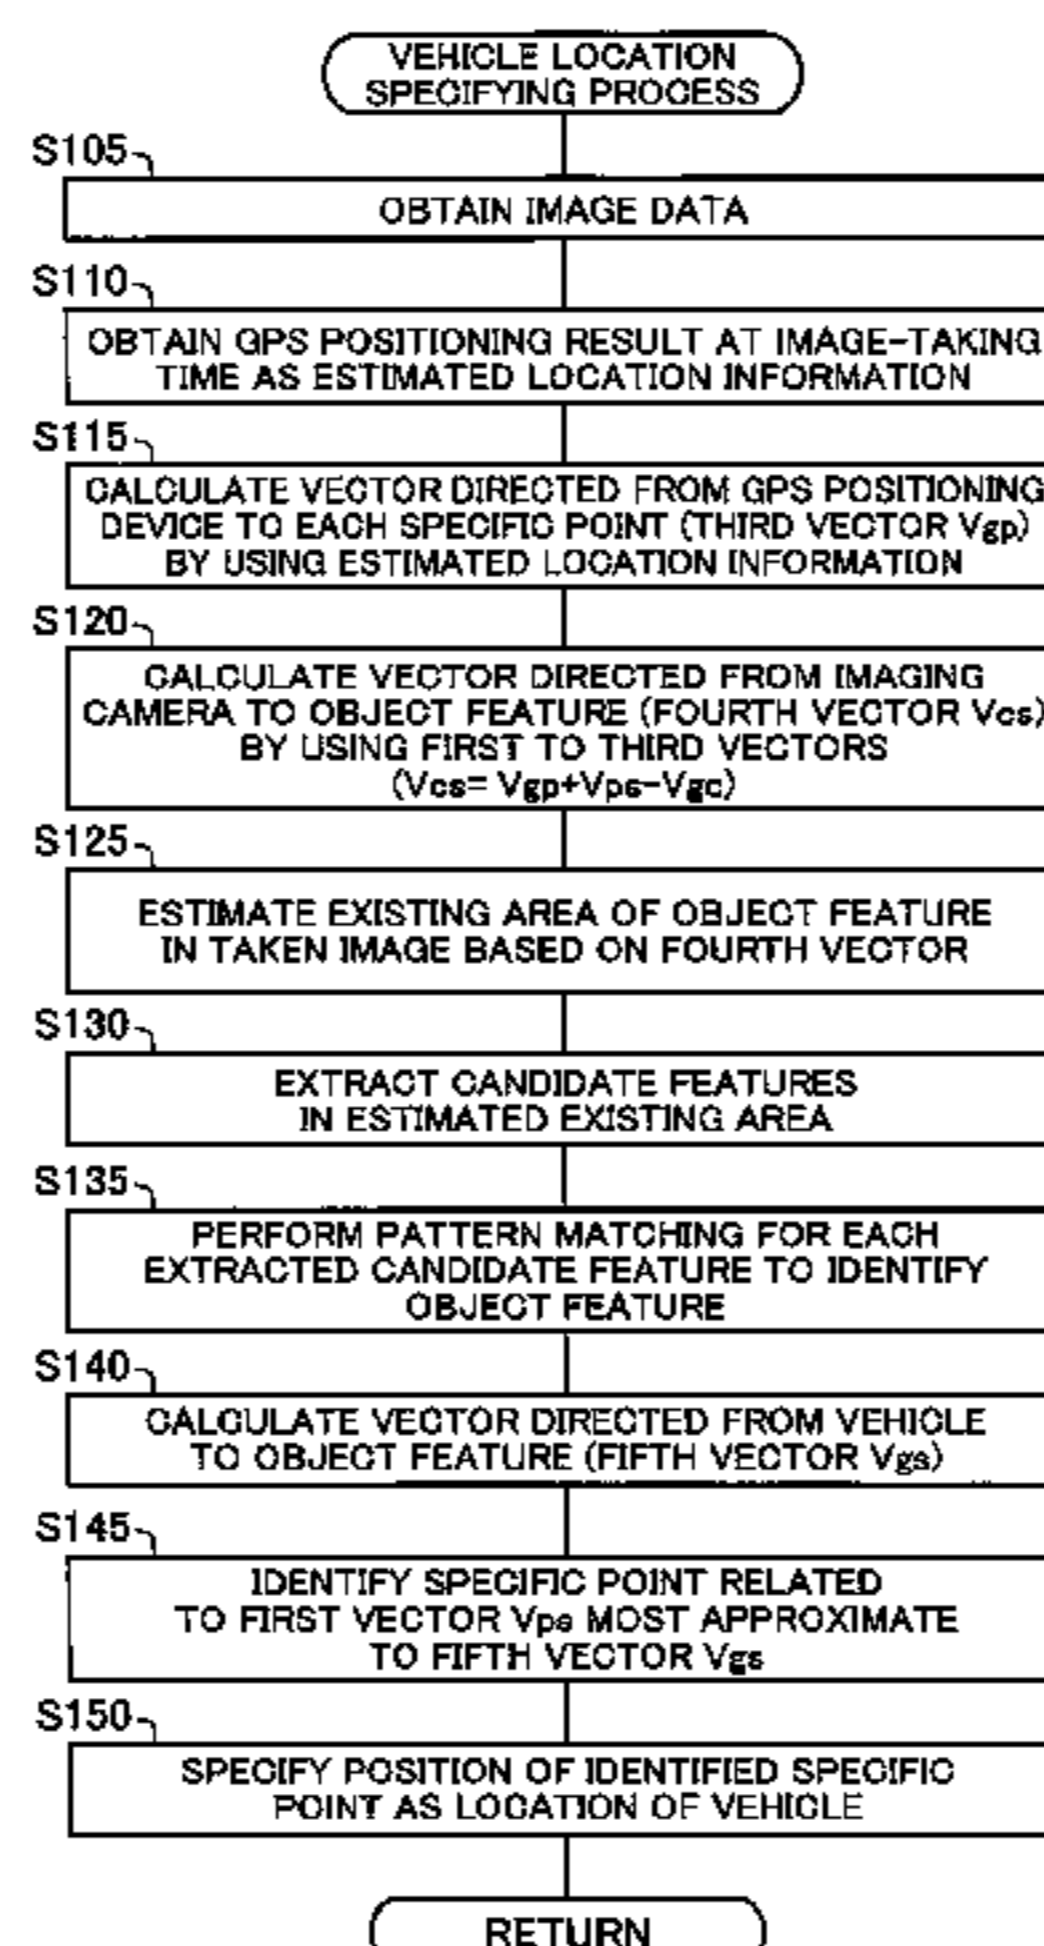 VEHICLE LOCATION
SPECIFYING PROCESS
S105
OBTAIN IMAGE DATA
S110
OBTAIN GPS POSITIONING RESULT AT IMAGE-TAKING
TIME AS ESTIMATED LOCATION INFORMATION
S115
CALCULATE VECTOR DIRECTED FROM GPS POSITIONING
DEVICE TO EACH SPECIFIC POINT (THIRD VECTOR Vgp)
BY USING ESTIMATED LOCATION INFORMATION
S120
CALCULATE VECTOR DIRECTED FROM IMAGING
CAMERA TO OBJECT FEATURE (FOURTH VECTOR Vcs)
BY USING FIRST TO THIRD VECTORS
(Vcs= Vgp+Vps-Vgc)
S125
ESTIMATE EXISTING AREA OF OBJECT FEATURE
IN TAKEN IMAGE BASED ON FOURTH VECTOR
S130
EXTRACT CANDIDATE FEATURES
IN ESTIMATED EXISTING AREA
S135
PERFORM PATTERN MATCHING FOR EACH
EXTRACTED CANDIDATE FEATURE TO IDENTIFY
OBJECT FEATURE
S140
CALCULATE VECTOR DIRECTED FROM VEHICLE
TO OBJECT FEATURE (FIFTH VECTOR Vgs)
S145
IDENTIFY SPECIFIC POINT RELATED
TO FIRST VECTOR Vps MOST APPROXIMATE
TO FIFTH VECTOR Vgs
S150
SPECIFY POSITION OF IDENTIFIED SPECIFIC
POINT AS LOCATION OF VEHICLE
RETURN